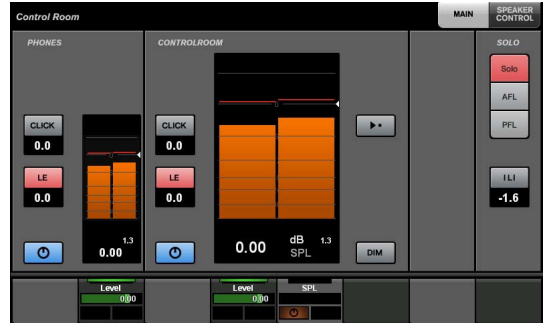 Control Room
MAIN
SPEAKER
CONTROL
PHONES
CONTROLROOM
SOLO
Solo
AFL
PFL
CLICK
0.0
LE
0.0
1.3
0.00
CLICK
0.0
LE
0.0
0.00
dB
SPL
1.3
DIM
ILI
-1.6
Level
0.00
Level
0.00
SPL